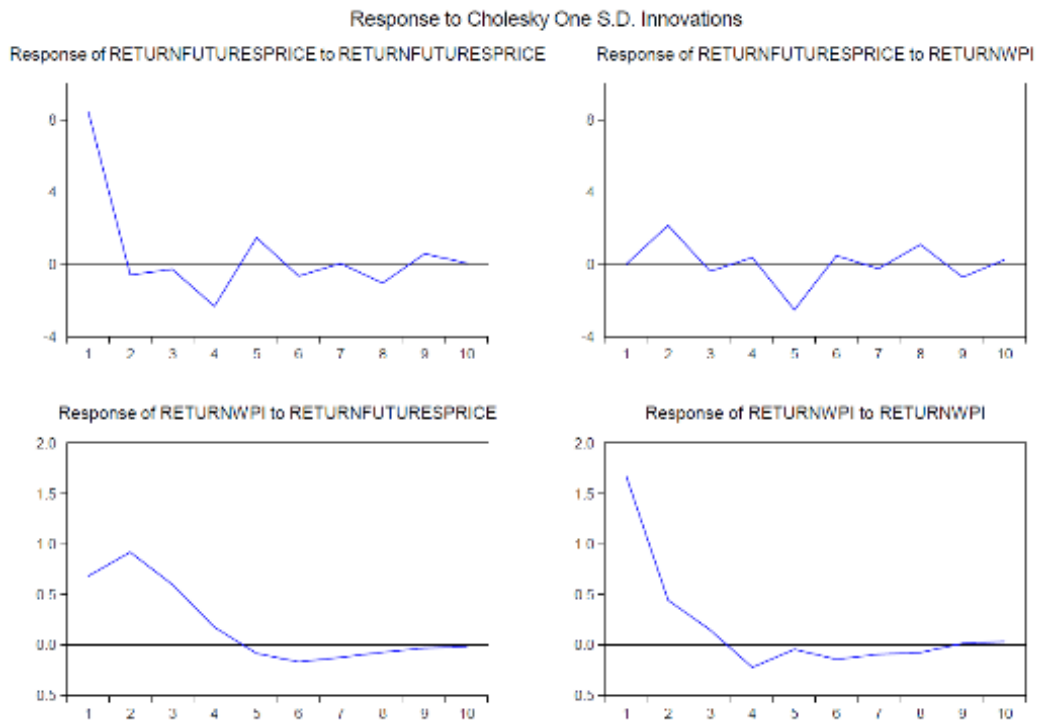 Response to Cholesky One S.D. Innovations
Response of RETURNFUTURESPRICE to RETURNFUTURESPRICE
Response of RETURNFUTURESPRICE to RETURNWPI
8
4
0
-4
1 2 3 4 5 6 7 8 9 10
8
4
0
-4
1 2 3 4 5 6 7 8 9 10
Response of RETURNWPI to RETURNFUTURESPRICE
Response of RETURNWPI to RETURNWPI
2.0
1.5
1.0
0.5
0.0
0.5
1 2 3 4 5 6 7 8 9 10
2.0
1.5
1.0
0.5
0.0
0.5
1 2 3 4 5 6 7 8 9 10